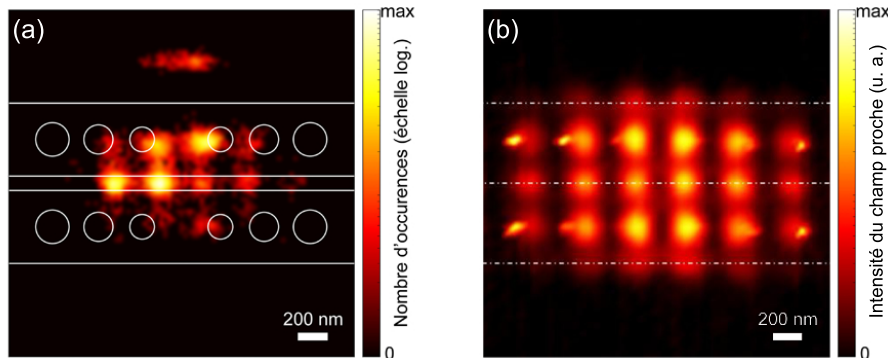 (a)
max
Nombre d'occurences (échelle log.)
0
200 nm
(b)
max
Intensité du champ proche (u. a.)
0
200 nm